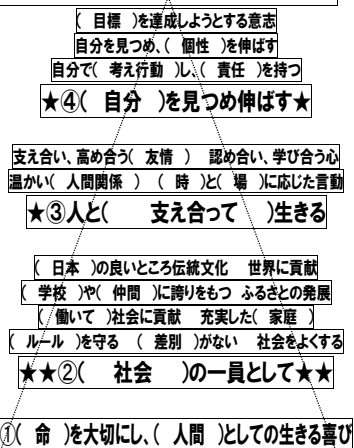 ( 目標 )を達成しようとする意志
自分を見つめ、( 個性 )を伸ばす
自分で( 考え行動 )し、( 責任 )を持つ
★④( 自分 )を見つめ伸ばす★
支え合い、高め合う( 友情 ) 認め合い、学び合う心
温かい( 人間関係 ) ( 時 )と( 場 )に応じた言動
★③人と( 支え合って )生きる
( 日本 )の良いところ伝統文化 世界に貢献
( 学校 )や( 仲間 )に誇りをもつ ふるさとの発展
( 働いて )社会に貢献 充実した( 家庭 )
( ルール )を守る ( 差別 )がない 社会をよくする
★★②( 社会 )の一員として★★
①( 命 )を大切にし、( 人間 )としての生きる喜び